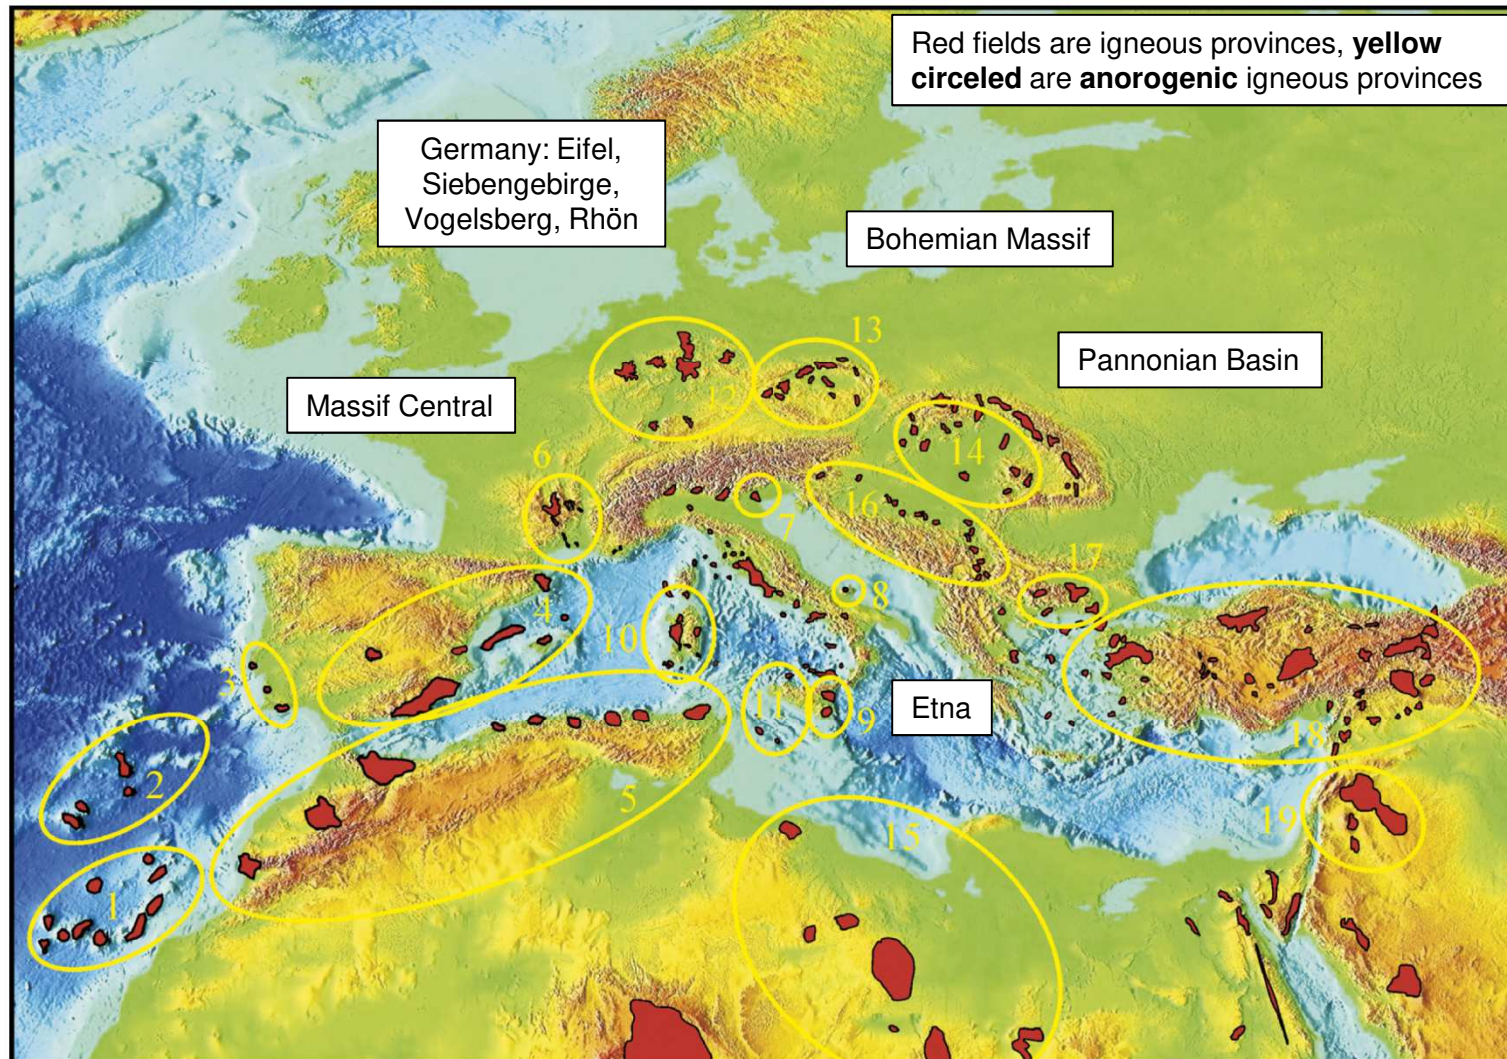 Red fields are igneous provinces, yellow
circeled are anorogenic igneous provinces
Germany: Eifel,
Siebengebirge,
Vogelsberg, Rhön
Bohemian Massif
Pannonian Basin
Massif Central
13
12
6
14
16
7
17
4
8
10
3
11
9
Etna
18
2
5
15
19
1